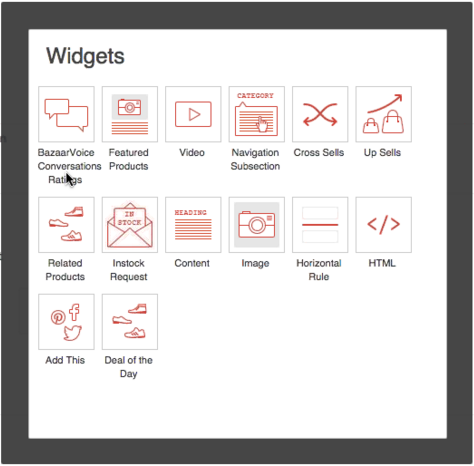 Widgets
CATEGORY
BazaarVoice
Conversations
Ratings
Featured
Products
Video
Navigation
Subsection
Cross Sells
Up Sells
IN
STOCK
HEADING
</>
Related
Products
Instock
Request
Content
Image
Horizontal
Rule
HTML
Add This
Deal of the
Day